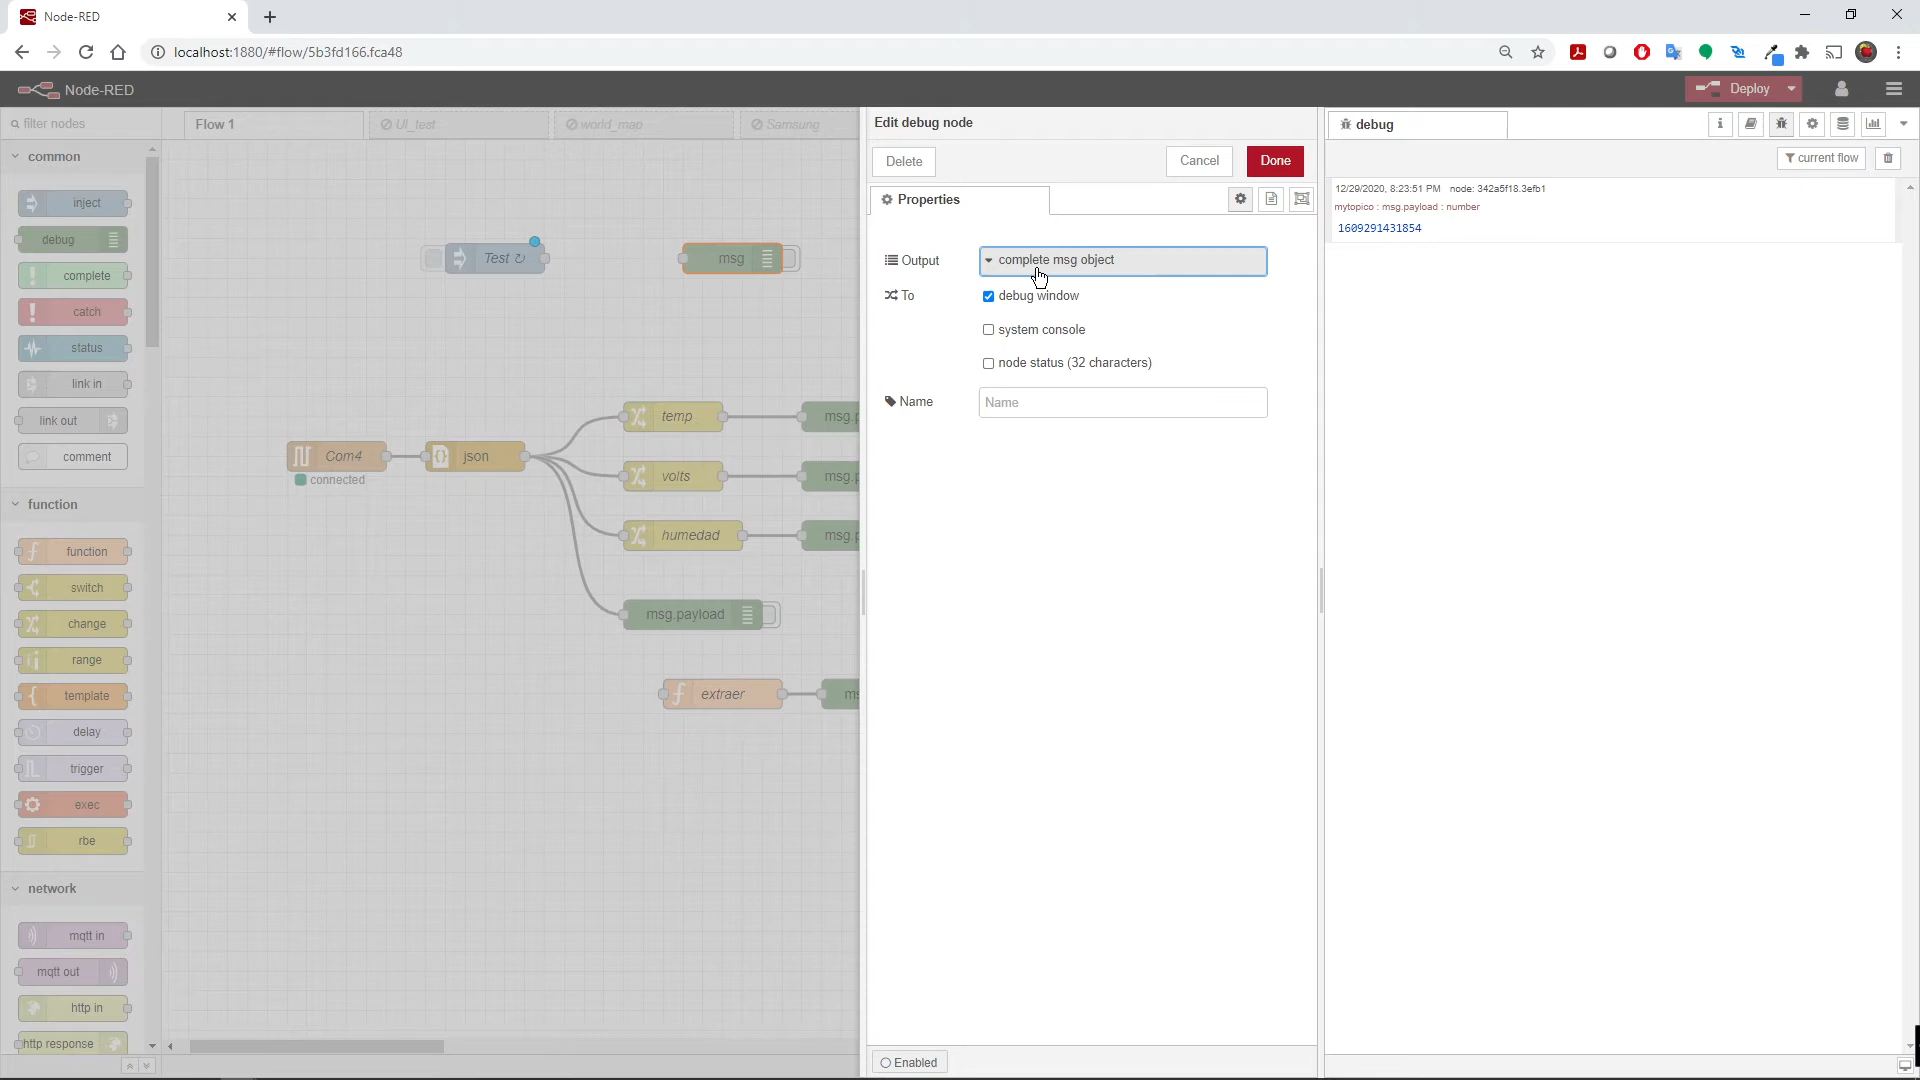 Node-RED
localhost:1880/#flow/5b3fd166.fca48
Node-RED
Deploy
filter nodes
Flow 1
UI_test
world_map
Samsung
common
inject
debug
complete
catch
status
link in
link out
comment
function
function
switch
change
range
template
delay
trigger
exec
rbe
network
mqtt in
mqtt out
http in
http response
Test ↻
msg
Com4
connected
json
temp
msg.p
volts
msg.p
humedad
msg.p
msg.payload
extraer
ms
Edit debug node
Delete
Cancel
Done
Properties
Output
complete msg object
To
debug window
system console
node status (32 characters)
Name
Name
Enabled
debug
i
current flow
12/29/2020, 8:23:51 PM node: 342a5f18.3efb1
mytopico : msg.payload : number
1609291431854